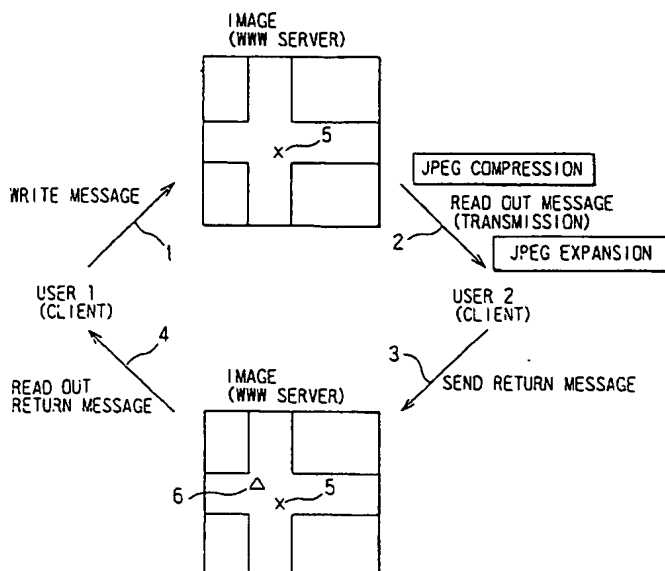 IMAGE
(WWW SERVER)
5
x
JPEG COMPRESSION
WRITE MESSAGE
READ OUT MESSAGE
(TRANSMISSION)
1
2
JPEG EXPANSION
USER 1
(CLIENT)
USER 2
(CLIENT)
4
3
IMAGE
(WWW SERVER)
READ OUT
RETURN MESSAGE
SEND RETURN MESSAGE
6
△
5
x